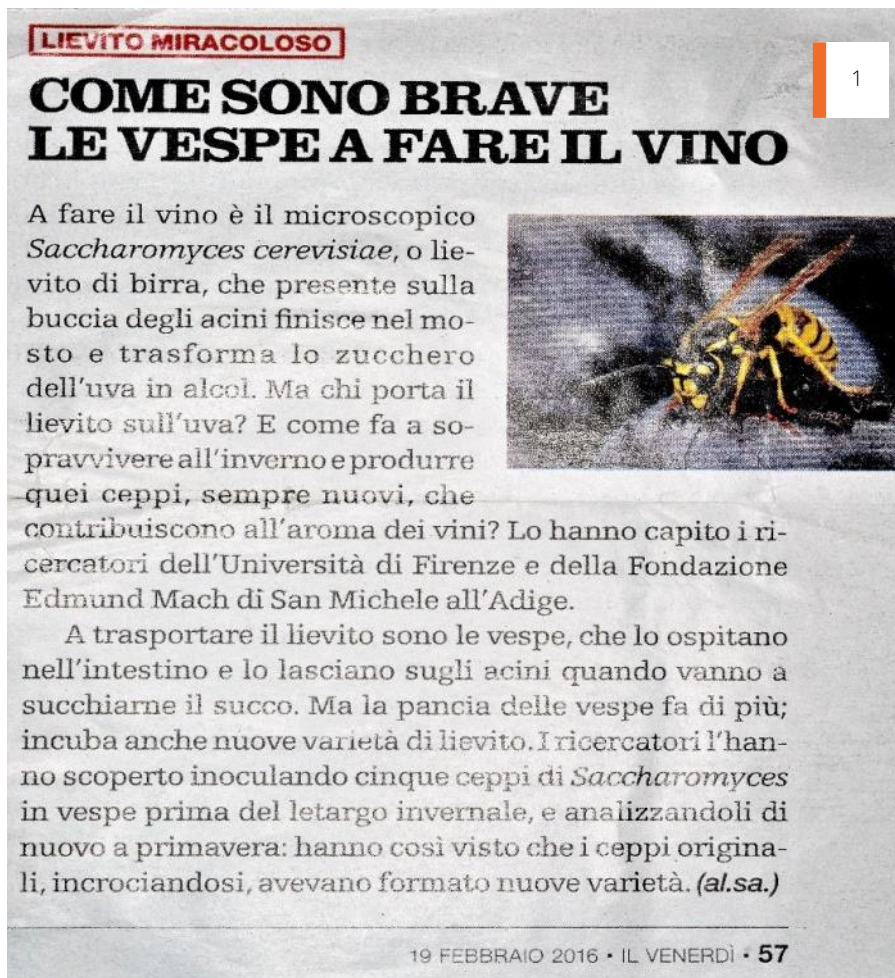 LIEVITO MIRACOLOSO
1
COME SONO BRAVE
LE VESPE A FARE IL VINO
A fare il vino è il microscopico
Saccharomyces cerevisiae, o lie-
vito di birra, che presente sulla
buccia degli acini finisce nel mo-
sto e trasforma lo zucchero
dell'uva in alcol. Ma chi porta il
lievito sull'uva? E come fa a so-
pravvivere all'inverno e produrre
quei ceppi, sempre nuovi, che
contribuiscono all'aroma dei vini? Lo hanno capito i ri-
cercatori dell'Università di Firenze e della Fondazione
Edmund Mach di San Michele all'Adige.
A trasportare il lievito sono le vespe, che lo ospitano
nell'intestino e lo lasciano sugli acini quando vanno a
succhiarne il succo. Ma la pancia delle vespe fa di più;
incuba anche nuove varietà di lievito. I ricercatori l'han-
no scoperto inoculando cinque ceppi di Saccharomyces
in vespe prima del letargo invernale, e analizzandoli di
nuovo a primavera: hanno così visto che i ceppi origina-
li, incrociandosi, avevano formato nuove varietà. (al.sa.)
19 FEBBRAIO 2016 • IL VENERDÌ • 57